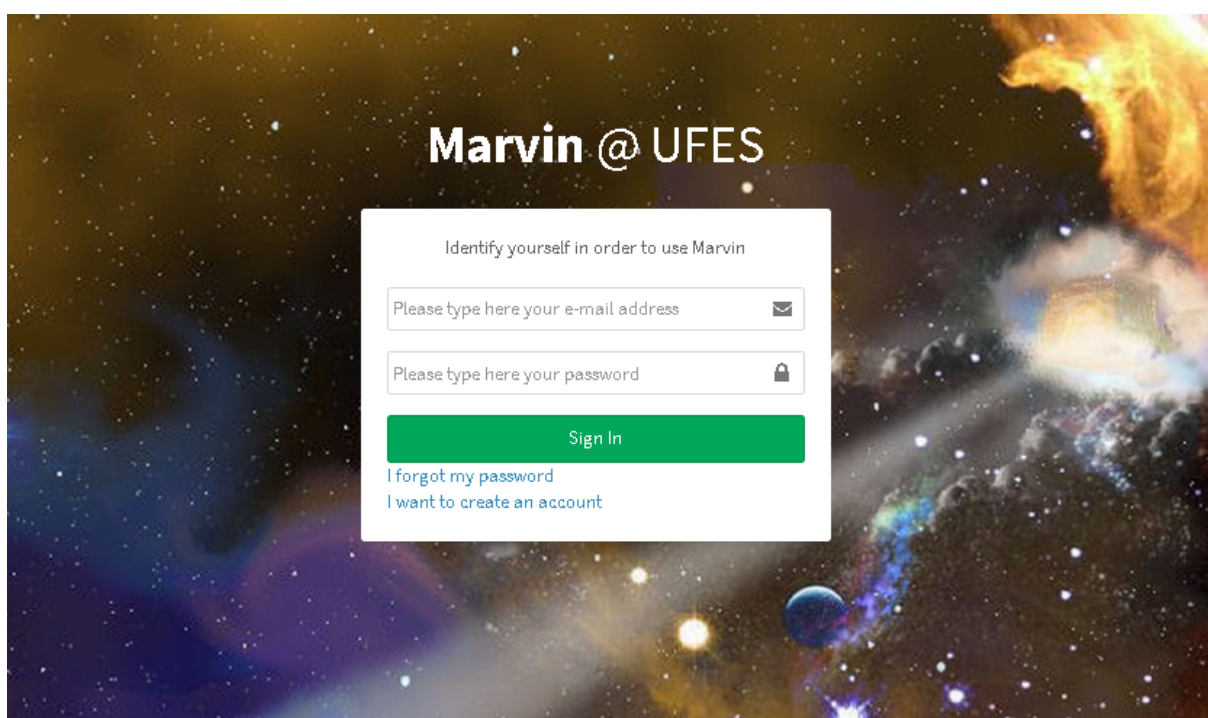 Marvin @ UFES
Identify yourself in order to use Marvin
Please type here your e-mail address
Please type here your password
Sign In
I forgot my password
I want to create an account